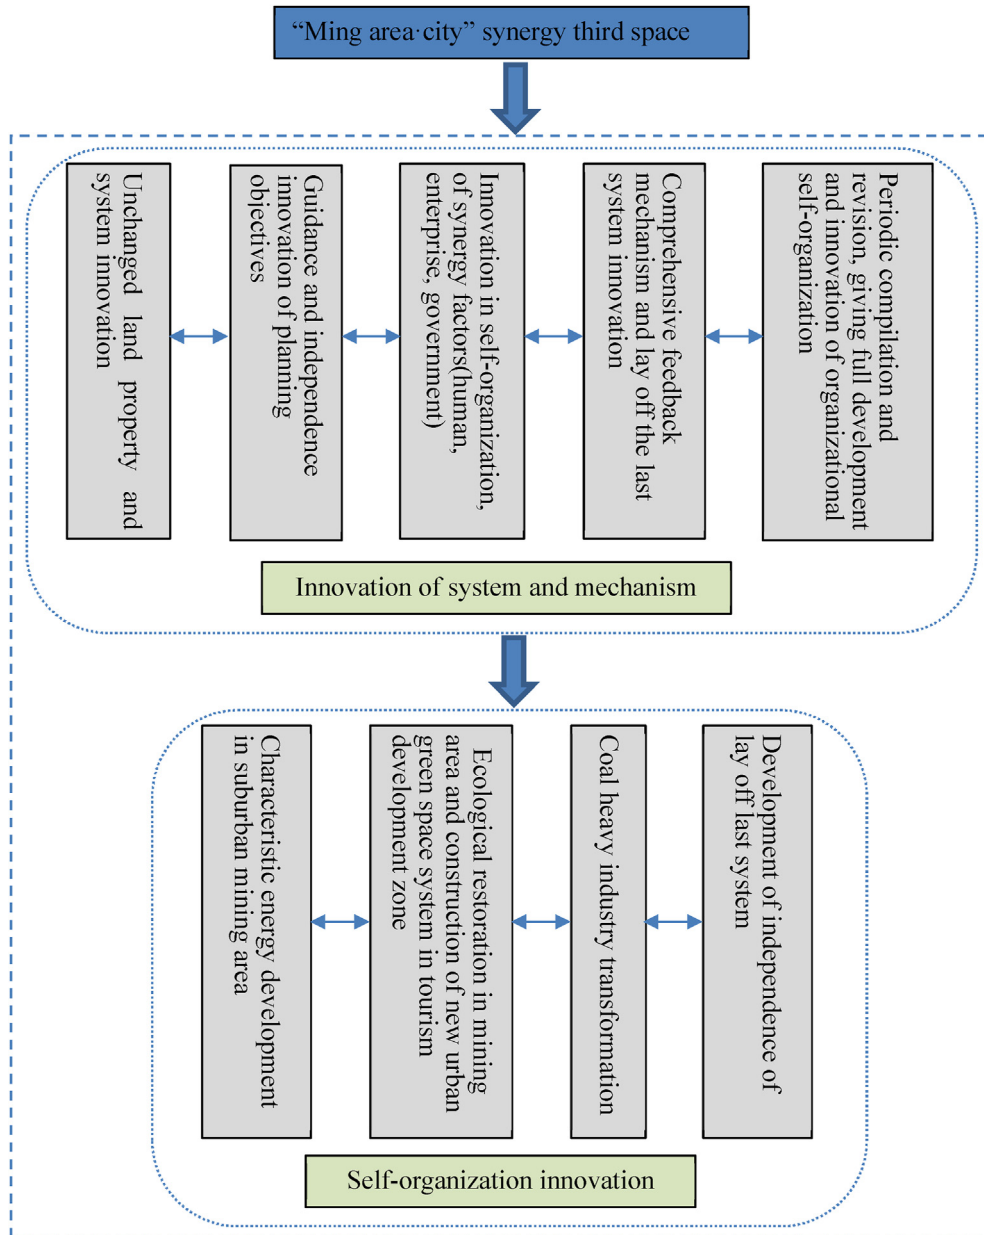 “Ming area·city” synergy third space
Unchanged land property and
system innovation
Guidance and independence
innovation of planning
objectives
Innovation in self-organization,
of synergy factors(human,
enterprise, government)
Comprehensive feedback
mechanism and lay off the last
system innovation
Periodic compilation and
revision, giving full development
and innovation of organizational
self-organization
Innovation of system and mechanism
Characteristic energy development
in suburban mining area
Ecological restoration in mining
area and construction of new urban
green space system in tourism
development zone
Coal heavy industry transformation
Development of independence of
lay off last system
Self-organization innovation